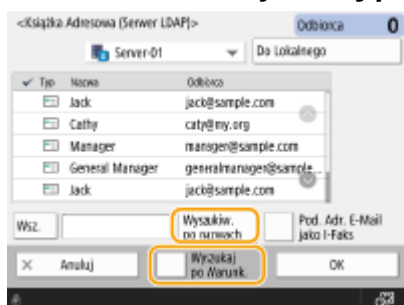 <Książka Adresowa (Serwer LDAP)>
Odbiorca 0
Server-01
Do Lokalnego
Typ Nazwa Odbiorca
Jack jack@sample.com
Cathy caty@my.org
Manager manager@sample.com
General Manager generalmanager@sample
Jack jack@sample.com
Wsz.
Wyszukiw.
po nazwach
Pod. Adr. E-Mail
jako I-Faks
Anuluj
Wyszukaj
po Warunk.
OK